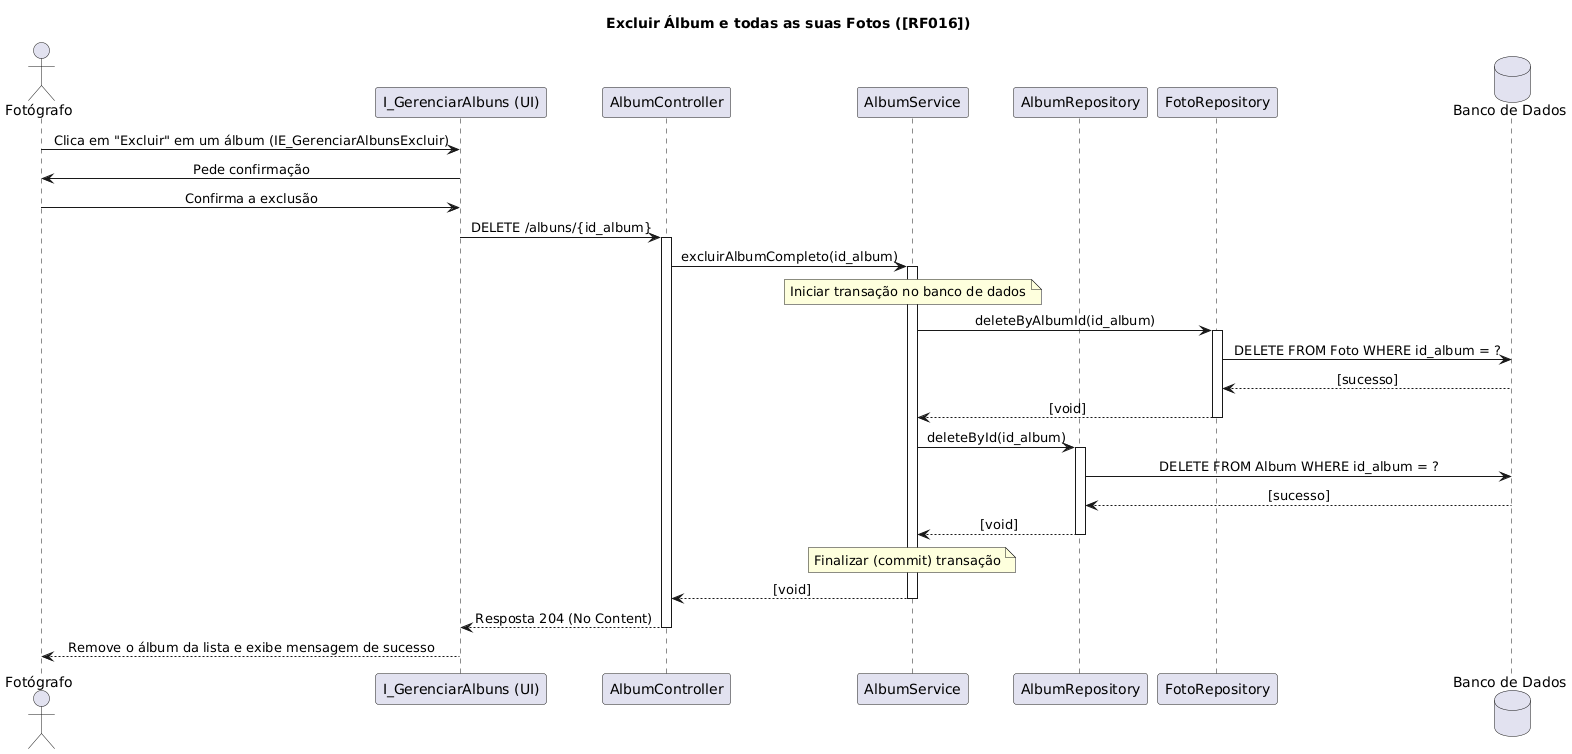 Excluir Álbum e todas as suas Fotos ([RF016])
Fotógrafo
I_GerenciarAlbuns (UI)
AlbumController
AlbumService
AlbumRepository
FotoRepository
Banco de Dados
Clica em "Excluir" em um álbum (IE_GerenciarAlbunsExcluir)
Pede confirmação
Confirma a exclusão
DELETE /albuns/{id_album}
excluirAlbumCompleto(id_album)
Iniciar transação no banco de dados
deleteByAlbumId(id_album)
DELETE FROM Foto WHERE id_album = ?
[sucesso]
[void]
deleteById(id_album)
DELETE FROM Album WHERE id_album = ?
[sucesso]
[void]
Finalizar (commit) transação
[void]
Resposta 204 (No Content)
Remove o álbum da lista e exibe mensagem de sucesso
Fotógrafo
I_GerenciarAlbuns (UI)
AlbumController
AlbumService
AlbumRepository
FotoRepository
Banco de Dados